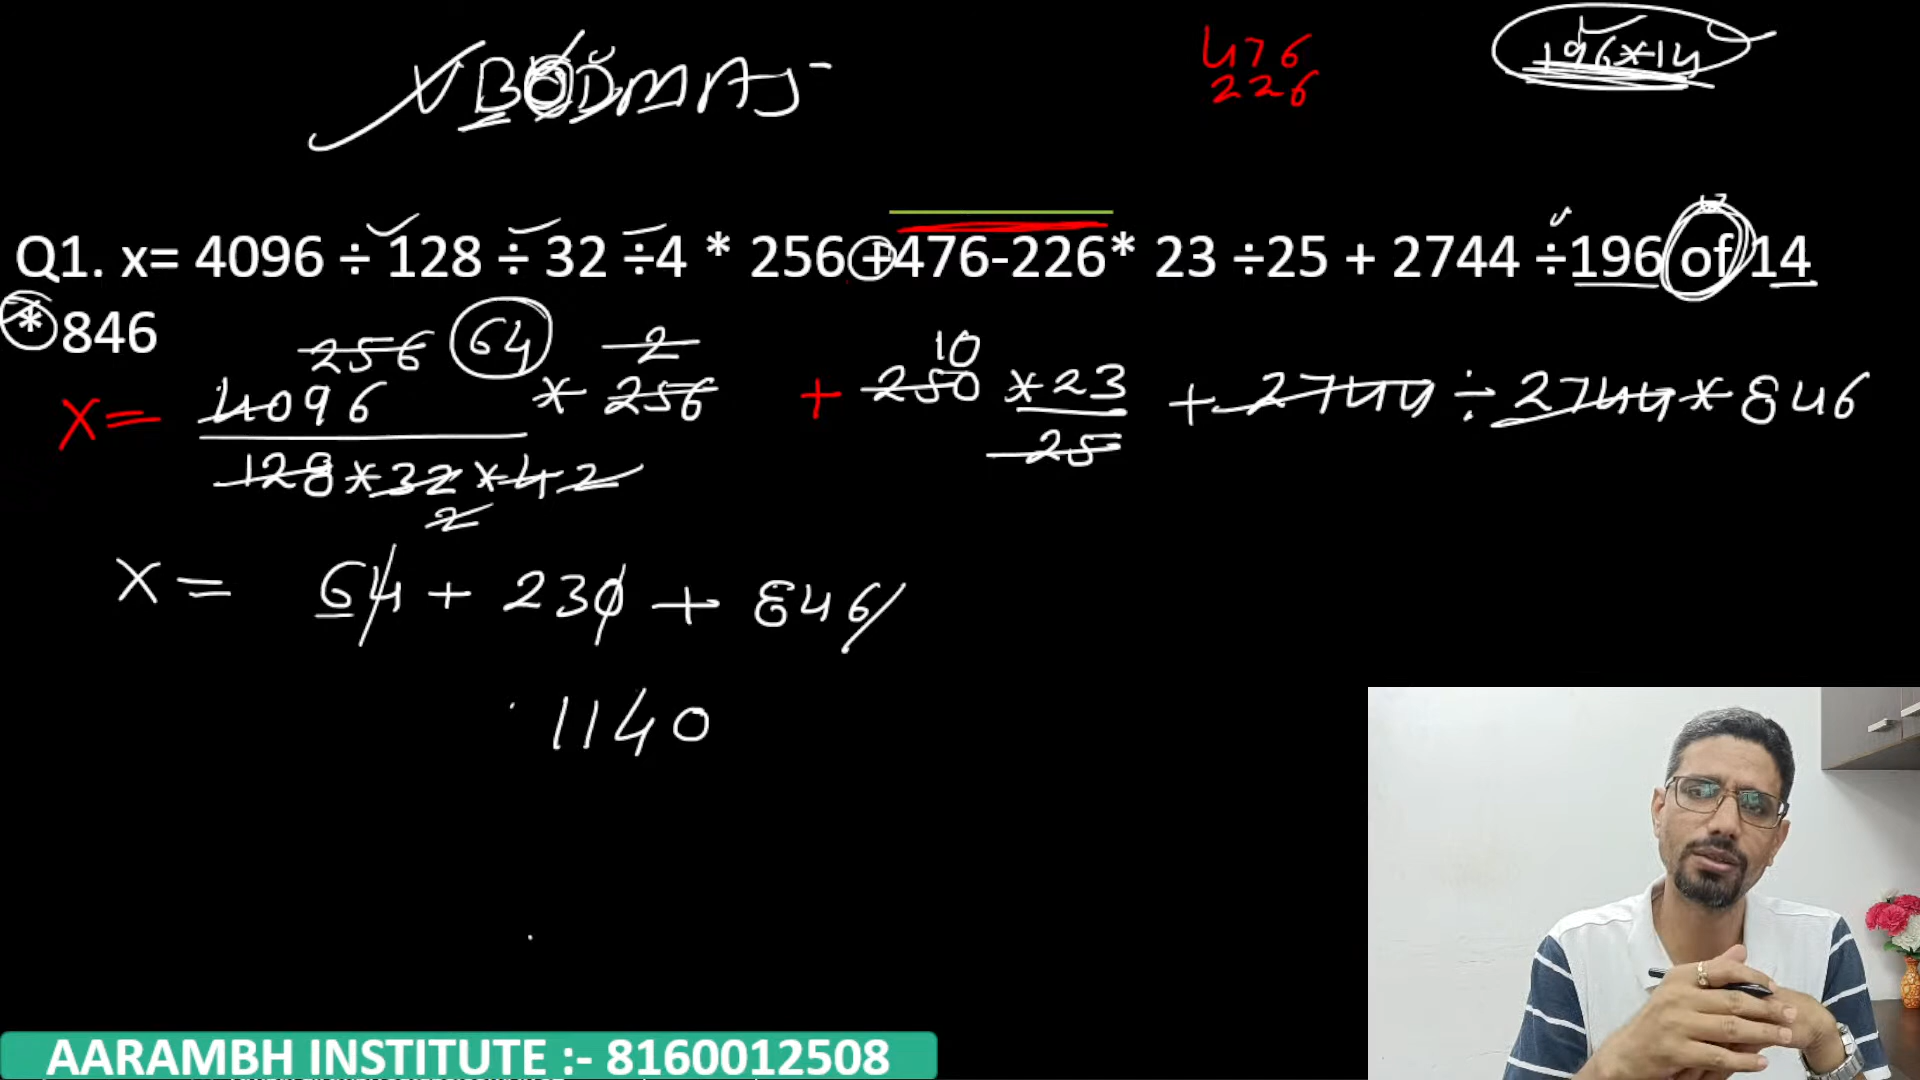 VBODMAS
476
226
196*14
Q1. x= 4096 ÷ 128 ÷ 32 ÷4 * 256+476-226* 23 ÷25 + 2744 ÷196 of 14
*846
256 64 2 10
X= 4096 * 256 + 250 *23 + 2744 ÷ 2744 * 846
128*32*4 2 25
2
X = 64 + 230 + 846
1140
AARAMBH INSTITUTE :- 8160012508